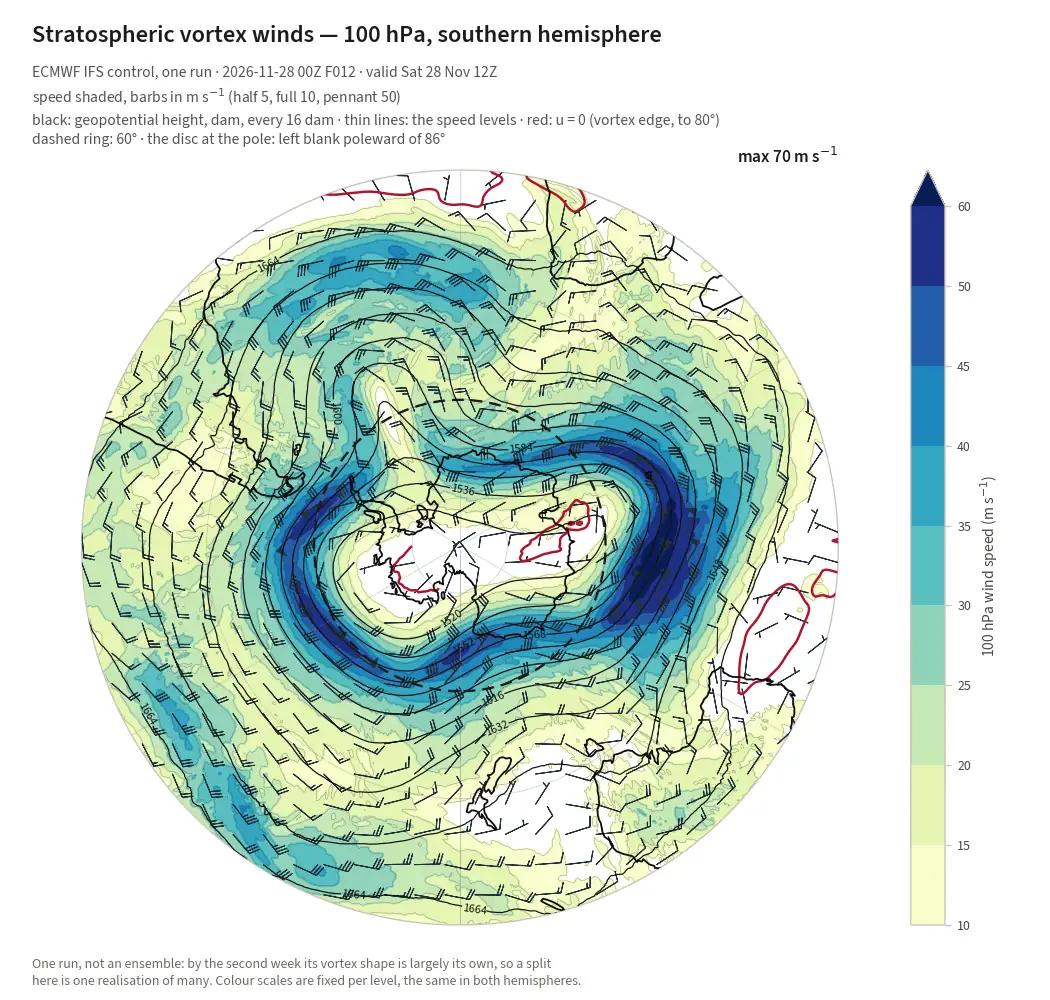 Stratospheric vortex winds — 100 hPa, southern hemisphere
ECMWF IFS control, one run · 2026-11-28 00Z F012 · valid Sat 28 Nov 12Z
speed shaded, barbs in m s⁻¹ (half 5, full 10, pennant 50)
black: geopotential height, dam, every 16 dam · thin lines: the speed levels · red: u = 0 (vortex edge, to 80°)
dashed ring: 60° · the disc at the pole: left blank poleward of 86°
max 70 m s⁻¹
60
50
45
40
35
30
25
20
15
10
100 hPa wind speed (m s⁻¹)
1664
1600
1584
1536
1648
1520
1568
1552
1616
1632
1664
1664
1664
One run, not an ensemble: by the second week its vortex shape is largely its own, so a split
here is one realisation of many. Colour scales are fixed per level, the same in both hemispheres.